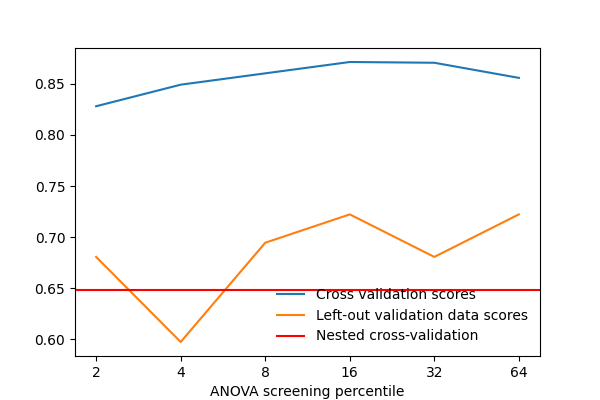 0.85
0.80
0.75
0.70
0.65
0.60
Cross validation scores
Left-out validation data scores
Nested cross-validation
2 4 8 16 32 64
ANOVA screening percentile